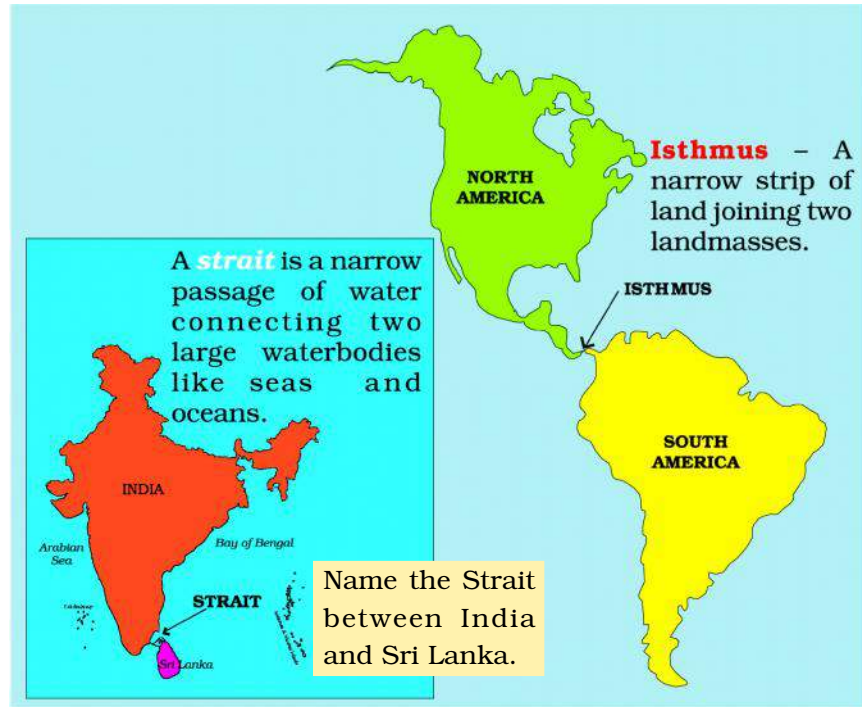 NORTH
AMERICA
Isthmus – A
narrow strip of
land joining two
landmasses.
ISTHMUS
SOUTH
AMERICA
A strait is a narrow
passage of water
connecting two
large waterbodies
like seas and
oceans.
INDIA
Arabian
Sea
Bay of Bengal
STRAIT
Sri Lanka
Name the Strait
between India
and Sri Lanka.